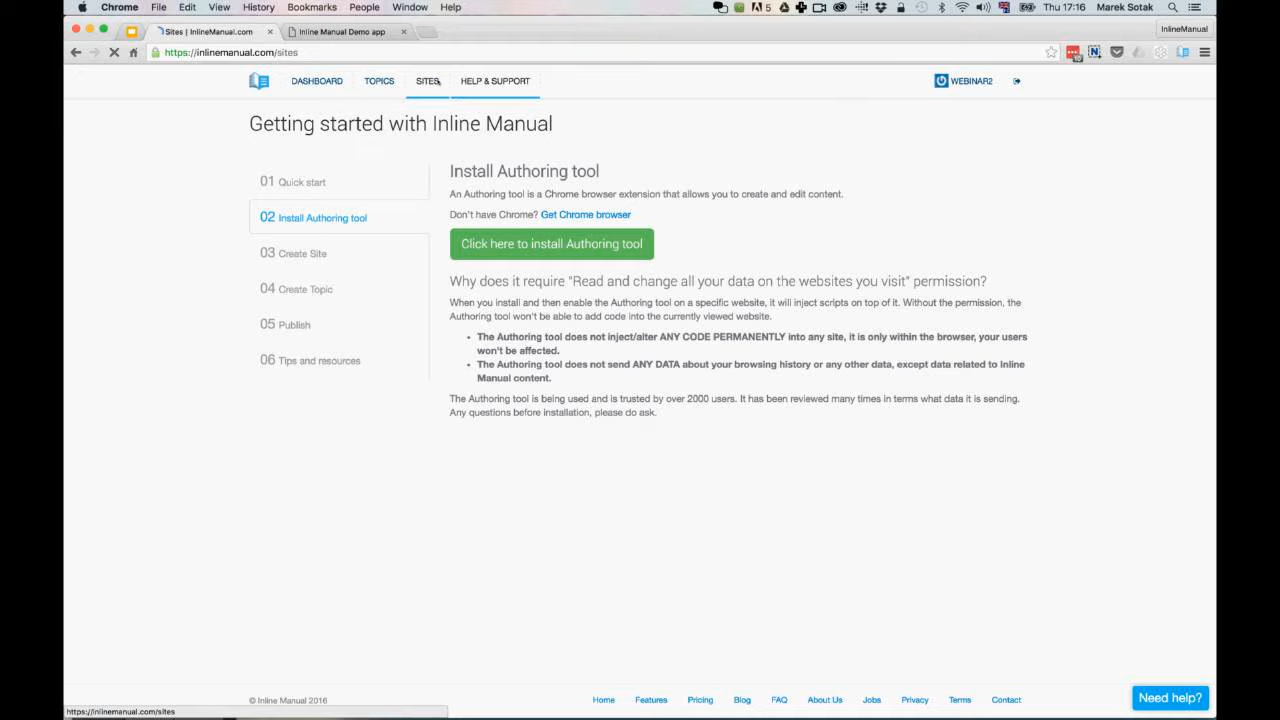 Chrome File Edit View History Bookmarks People Window Help 5 Thu 17:16 Marek Sotak
Sites | InlineManual.com Inline Manual Demo app InlineManual
https://inlinemanual.com/sites
DASHBOARD TOPICS SITES HELP & SUPPORT WEBINAR2
Getting started with Inline Manual
01 Quick start
02 Install Authoring tool
03 Create Site
04 Create Topic
05 Publish
06 Tips and resources
Install Authoring tool
An Authoring tool is a Chrome browser extension that allows you to create and edit content.
Don't have Chrome? Get Chrome browser
Click here to install Authoring tool
Why does it require "Read and change all your data on the websites you visit" permission?
When you install and then enable the Authoring tool on a specific website, it will inject scripts on top of it. Without the permission, the
Authoring tool won't be able to add code into the currently viewed website.
• The Authoring tool does not inject/alter ANY CODE PERMANENTLY into any site, it is only within the browser, your users
won't be affected.
• The Authoring tool does not send ANY DATA about your browsing history or any other data, except data related to Inline
Manual content.
The Authoring tool is being used and is trusted by over 2000 users. It has been reviewed many times in terms what data it is sending.
Any questions before installation, please do ask.
© Inline Manual 2016 Home Features Pricing Blog FAQ About Us Jobs Privacy Terms Contact
Need help?
https://inlinemanual.com/sites